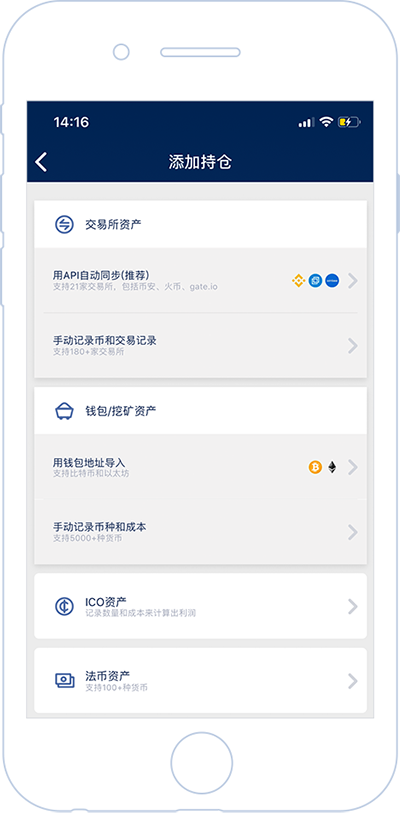 14:16
添加持仓
交易所资产
用API自动同步(推荐)
支持21家交易所，包括币安、火币、gate.io
手动记录币和交易记录
支持180+家交易所
钱包/挖矿资产
用钱包地址导入
支持比特币和以太坊
手动记录币种和成本
支持5000+种货币
ICO资产
记录数量和成本来计算出利润
法币资产
支持100+种货币